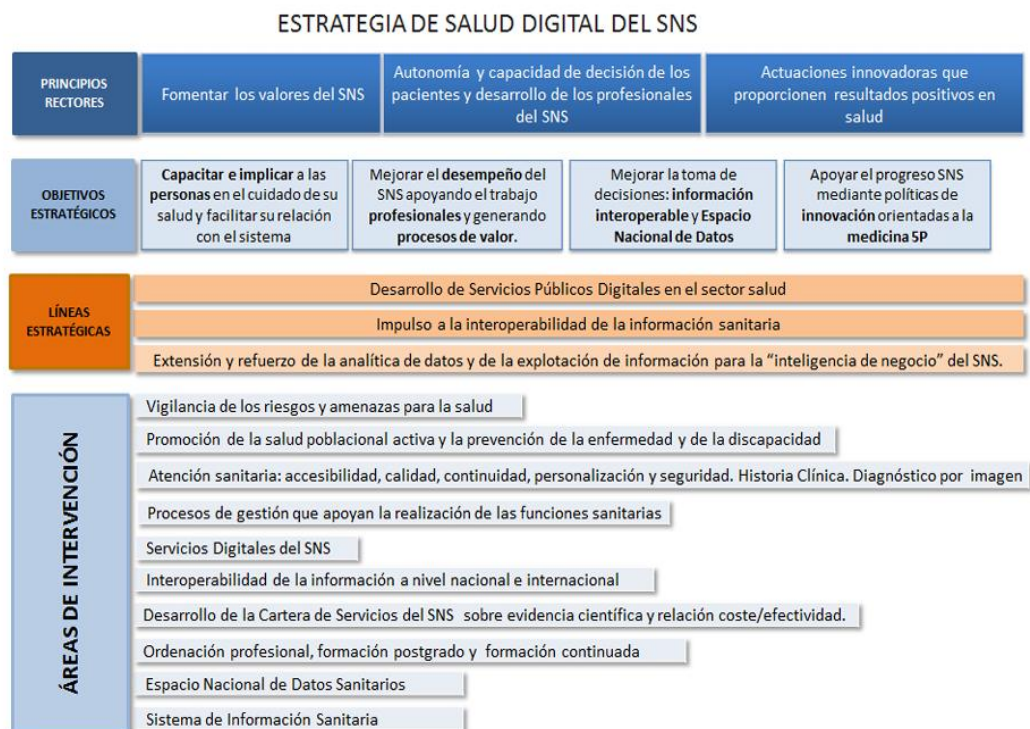 ESTRATEGIA DE SALUD DIGITAL DEL SNS
PRINCIPIOS
RECTORES
Fomentar los valores del SNS
Autonomía y capacidad de decisión de los
pacientes y desarrollo de los profesionales
del SNS
Actuaciones innovadoras que
proporcionen resultados positivos en
salud
OBJETIVOS
ESTRATÉGICOS
Capacitar e implicar a las
personas en el cuidado de su
salud y facilitar su relación
con el sistema
Mejorar el desempeño del
SNS apoyando el trabajo
profesionales y generando
procesos de valor.
Mejorar la toma de
decisiones: información
interoperable y Espacio
Nacional de Datos
Apoyar el progreso SNS
mediante políticas de
innovación orientadas a la
medicina 5P
LÍNEAS
ESTRATÉGICAS
Desarrollo de Servicios Públicos Digitales en el sector salud
Impulso a la interoperabilidad de la información sanitaria
Extensión y refuerzo de la analítica de datos y de la explotación de información para la “inteligencia de negocio” del SNS.
ÁREAS DE INTERVENCIÓN
Vigilancia de los riesgos y amenazas para la salud
Promoción de la salud poblacional activa y la prevención de la enfermedad y de la discapacidad
Atención sanitaria: accesibilidad, calidad, continuidad, personalización y seguridad. Historia Clínica. Diagnóstico por imagen
Procesos de gestión que apoyan la realización de las funciones sanitarias
Servicios Digitales del SNS
Interoperabilidad de la información a nivel nacional e internacional
Desarrollo de la Cartera de Servicios del SNS sobre evidencia científica y relación coste/efectividad.
Ordenación profesional, formación postgrado y formación continuada
Espacio Nacional de Datos Sanitarios
Sistema de Información Sanitaria